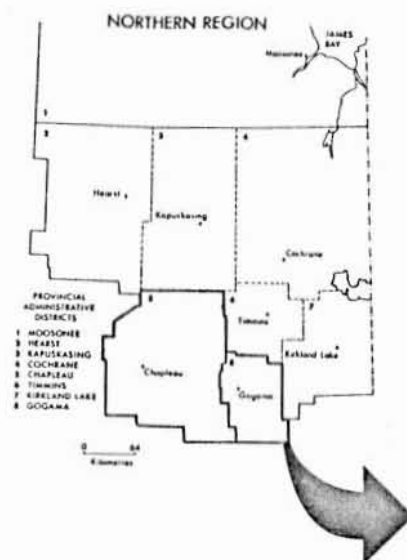 NORTHERN REGION
JAMES
BAY
Moosonee
1
2
3
4
Hearst
Kapuskasing
Cochrane
5
6
7
PROVINCIAL
ADMINISTRATIVE
DISTRICTS
1 MOOSONEE
2 HEARST
3 KAPUSKASING
4 COCHRANE
5 CHAPLEAU
6 TIMMINS
7 KIRKLAND LAKE
8 GOGAMA
Timmins
Kirkland Lake
8
Chapleau
Gogama
0 64
Kilometres